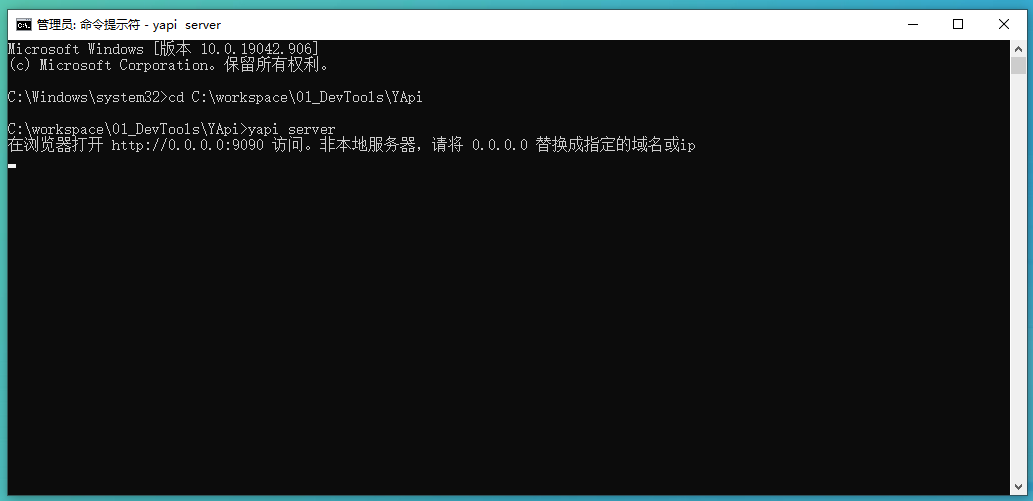 管理员: 命令提示符 - yapi server
Microsoft Windows [版本 10.0.19042.906]
(c) Microsoft Corporation。保留所有权利。
C:\Windows\system32>cd C:\workspace\01_DevTools\YApi
C:\workspace\01_DevTools\YApi>yapi server
在浏览器打开 http://0.0.0.0:9090 访问。非本地服务器，请将 0.0.0.0 替换成指定的域名或ip